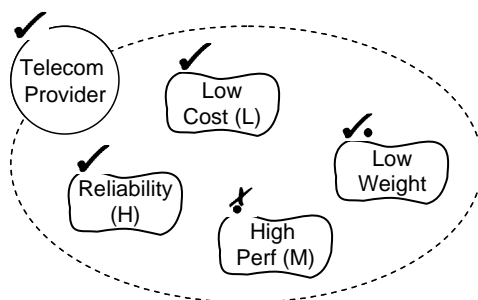 Telecom
Provider
Low
Cost (L)
Low
Weight
Reliability
(H)
High
Perf (M)